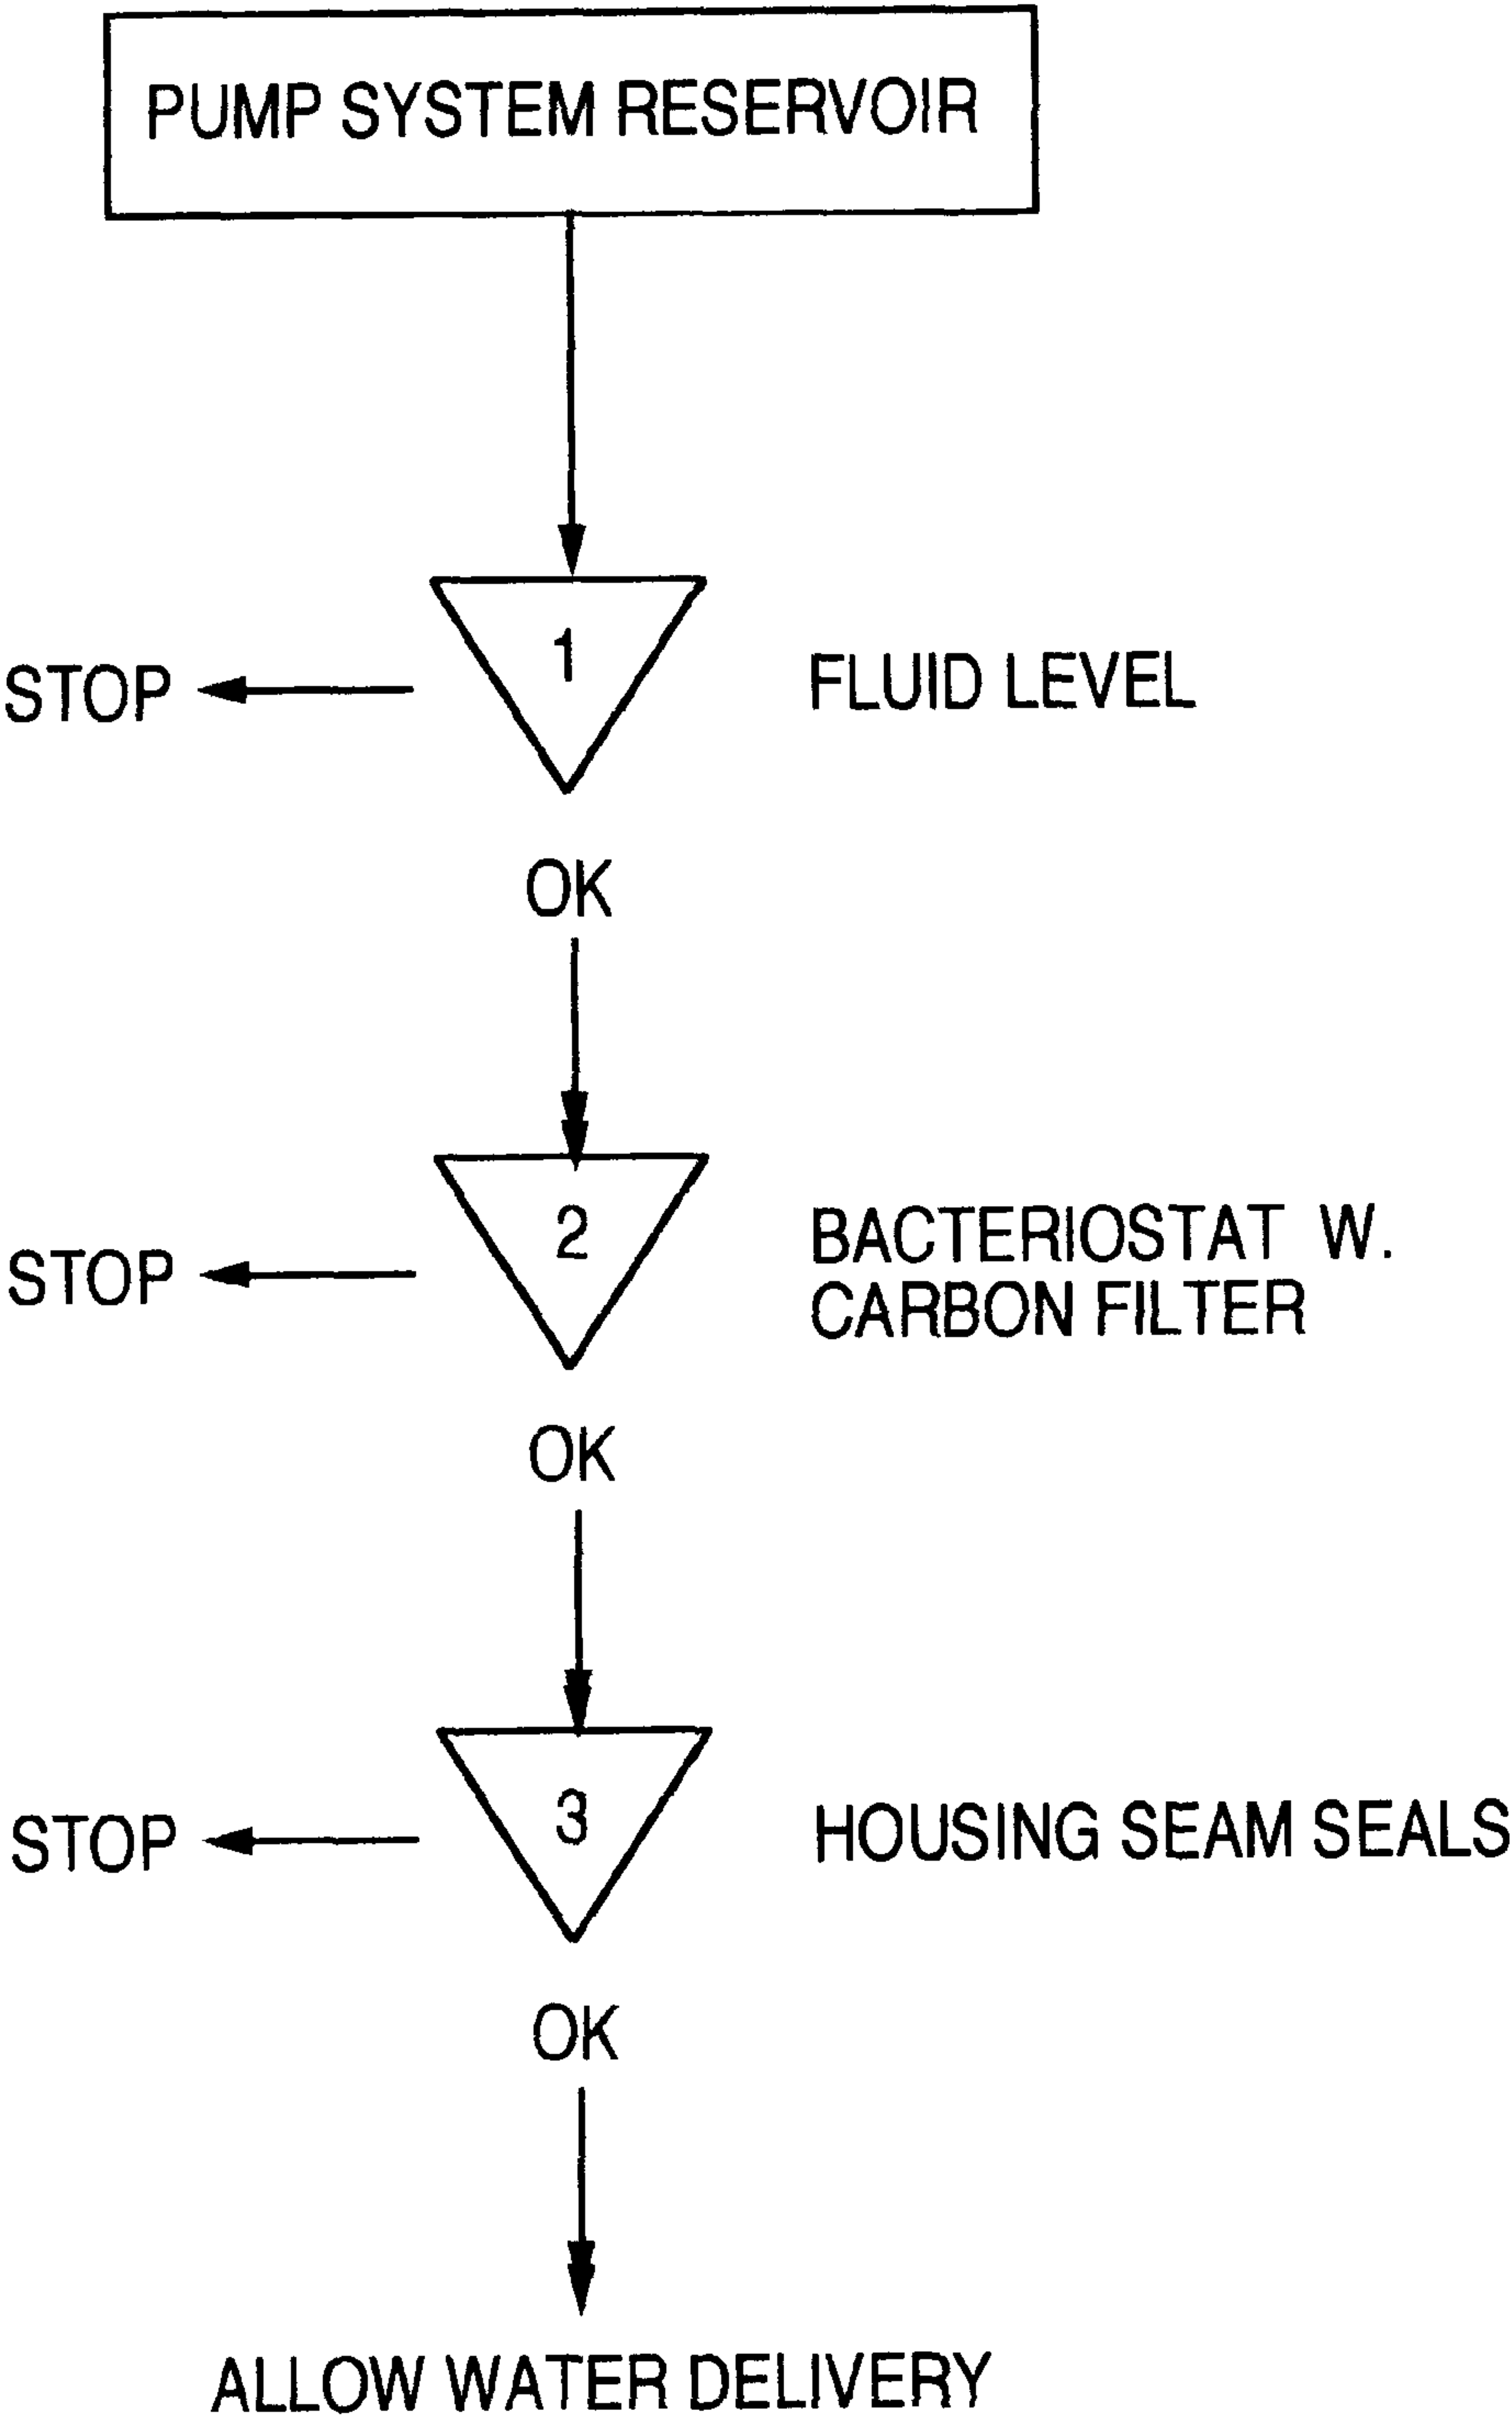 PUMP SYSTEM RESERVOIR
1
STOP
FLUID LEVEL
OK
2
STOP
BACTERIOSTAT W.
CARBON FILTER
OK
3
STOP
HOUSING SEAM SEALS
OK
ALLOW WATER DELIVERY